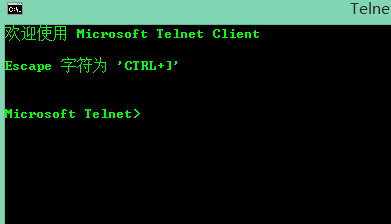 Telne
欢迎使用 Microsoft Telnet Client
Escape 字符为 'CTRL+]'
Microsoft Telnet>